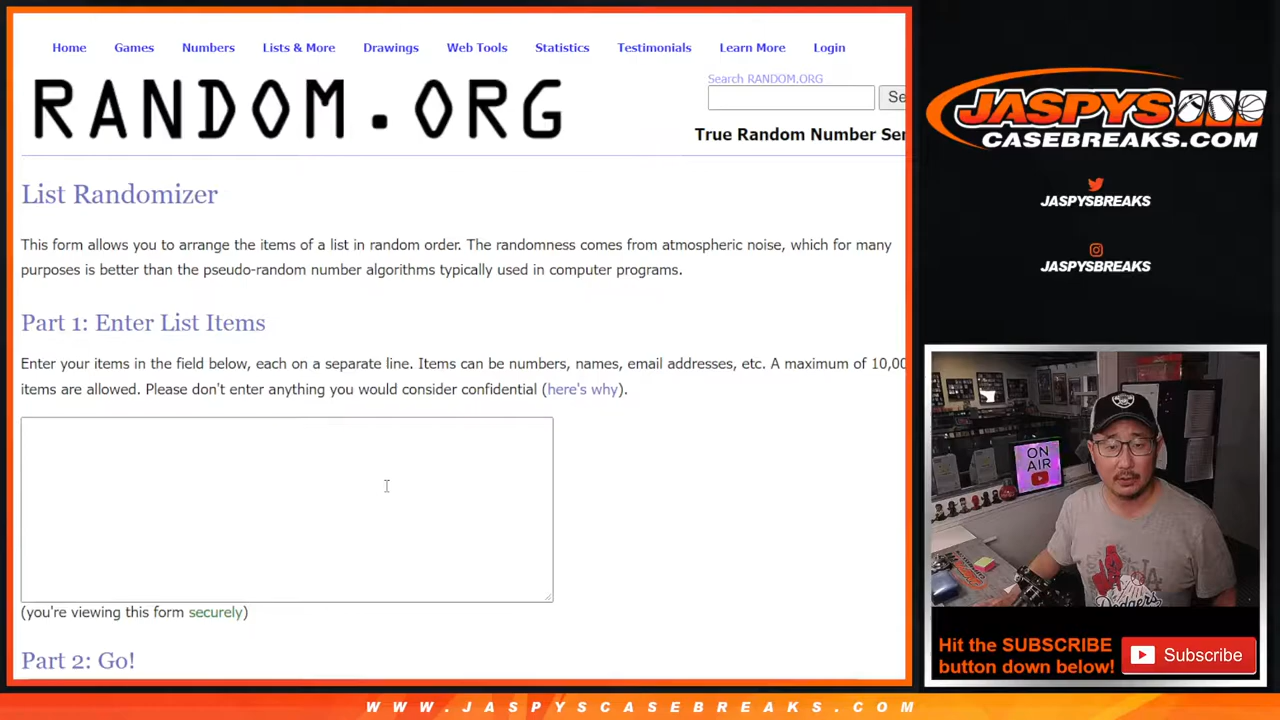 Home Games Numbers Lists & More Drawings Web Tools Statistics Testimonials Learn More Login
RANDOM.ORG
Search RANDOM.ORG
Se
True Random Number Ser
List Randomizer
This form allows you to arrange the items of a list in random order. The randomness comes from atmospheric noise, which for many
purposes is better than the pseudo-random number algorithms typically used in computer programs.
Part 1: Enter List Items
Enter your items in the field below, each on a separate line. Items can be numbers, names, email addresses, etc. A maximum of 10,00
items are allowed. Please don't enter anything you would consider confidential (here's why).
(you're viewing this form securely)
Part 2: Go!
JASPYS
CASEBREAKS.COM
JASPYSBREAKS
JASPYSBREAKS
ON
AIR
LA
Dodgers
Hit the SUBSCRIBE
button down below!
Subscribe
WWW.JASPYSCASEBREAKS.COM